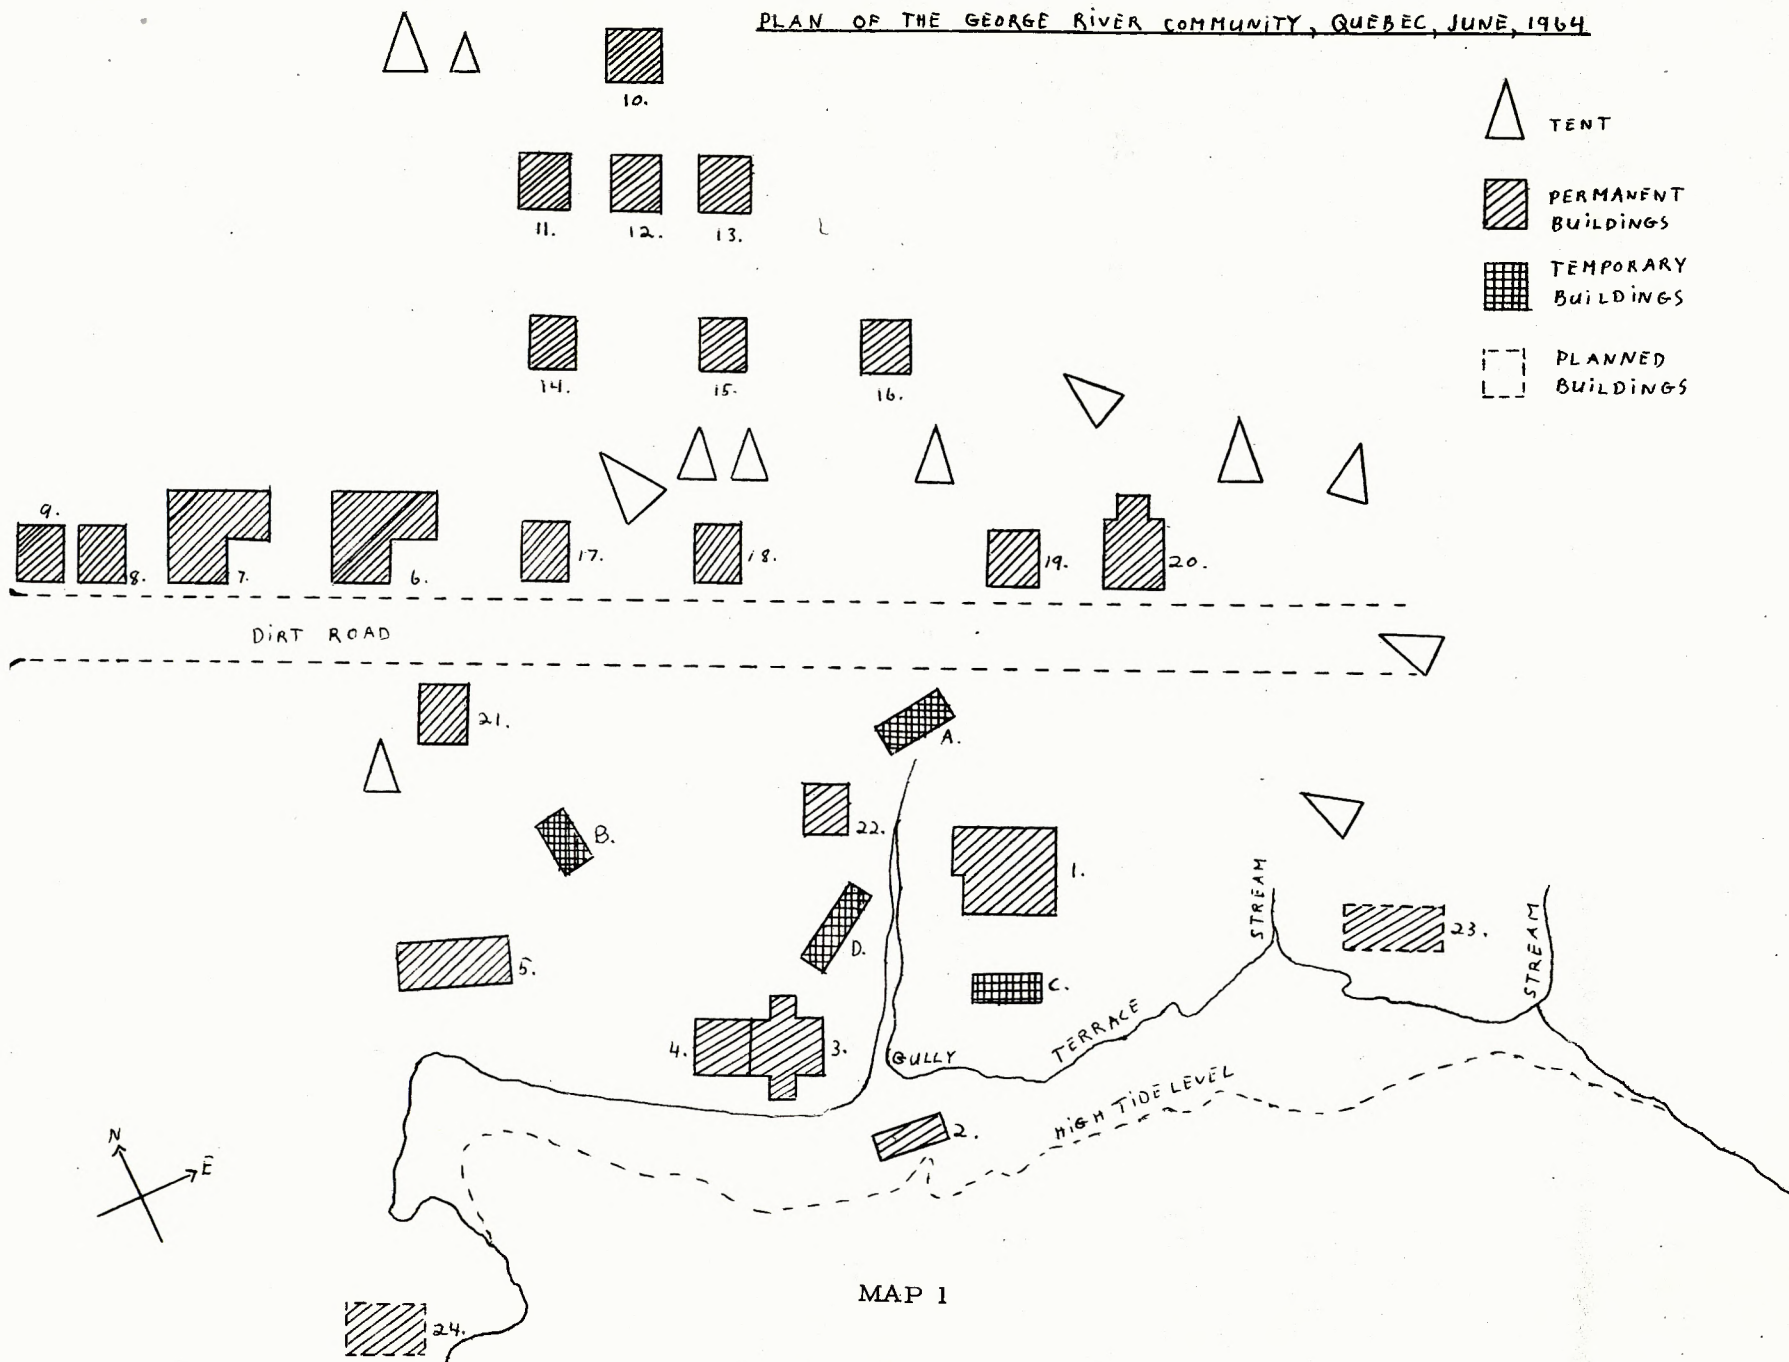 PLAN OF THE GEORGE RIVER COMMUNITY, QUEBEC, JUNE, 1964
TENT
PERMANENT
BUILDINGS
TEMPORARY
BUILDINGS
PLANNED
BUILDINGS
10.
11. 12. 13.
14. 15. 16.
9.
8. 7. 6. 17. 18. 19. 20.
DIRT ROAD
21.
A.
B.
22.
1.
D.
5.
C.
STREAM
23.
STREAM
4. 3.
GULLY
TERRACE
HIGH TIDE LEVEL
2.
N
E
24.
MAP 1